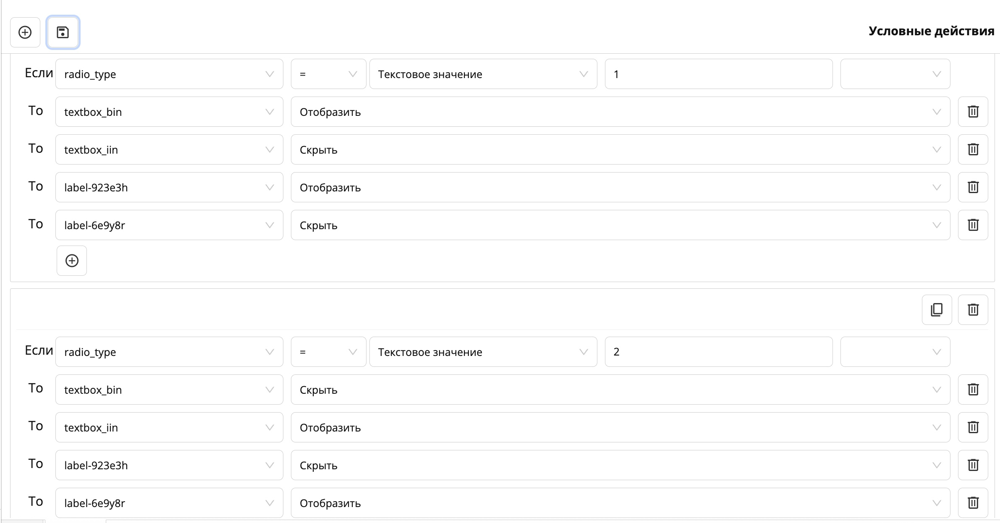 Условные действия
Если radio_type = Текстовое значение 1
То textbox_bin Отобразить
То textbox_iin Скрыть
То label-923e3h Отобразить
То label-6e9y8r Скрыть
Если radio_type = Текстовое значение 2
То textbox_bin Скрыть
То textbox_iin Отобразить
То label-923e3h Скрыть
То label-6e9y8r Отобразить